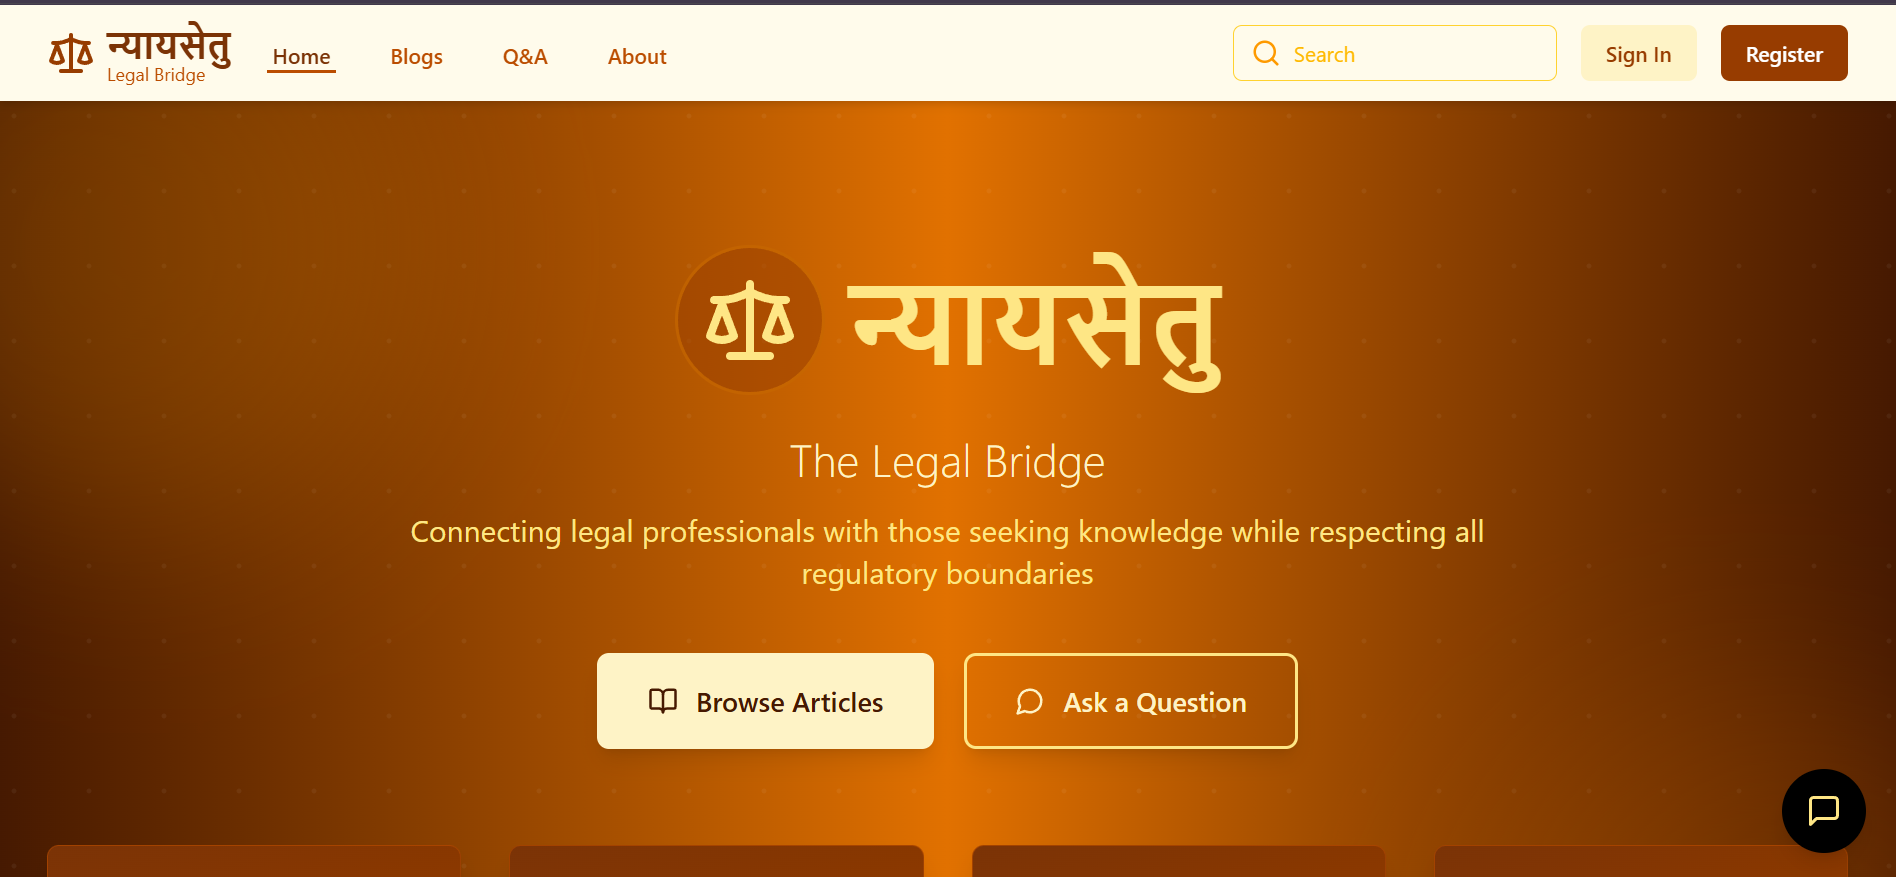 न्यायसेतु
Legal Bridge
Home
Blogs
Q&A
About
Search
Sign In
Register
न्यायसेतु
The Legal Bridge
Connecting legal professionals with those seeking knowledge while respecting all
regulatory boundaries
Browse Articles
Ask a Question